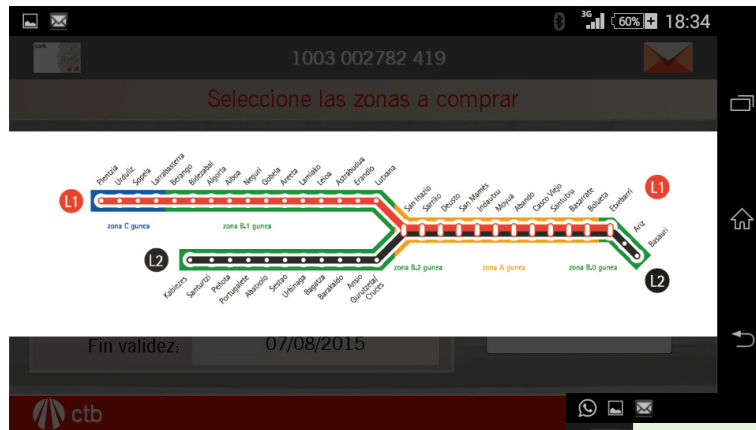 3G 60% 18:34
bank
1003 002782 419
Seleccione las zonas a comprar
L1
Plentzia
Urduliz
Sopela
Larrabasterra
Berango
Bidezabal
Algorta
Aiboa
Neguri
Gobela
Areeta
Lamiako
Leioa
Astrabudua
Erandio
Lutxana
San Inazio
Sarriko
Deusto
San Mamés
Indautxu
Moyua
Abando
Casco Viejo
Santutxu
Basarrate
Bolueta
Etxebarri
Ariz
Basauri
L1
zona C gunea
zona B.1 gunea
L2
Kabiezes
Santurtzi
Peñota
Portugalete
Abatxolo
Sestao
Urbinaga
Bagatza
Barakaldo
Ansio
Gurutzeta/
Cruces
zona B.2 gunea
zona A gunea
zona B.0 gunea
L2
Fin validez:
07/08/2015
ctb